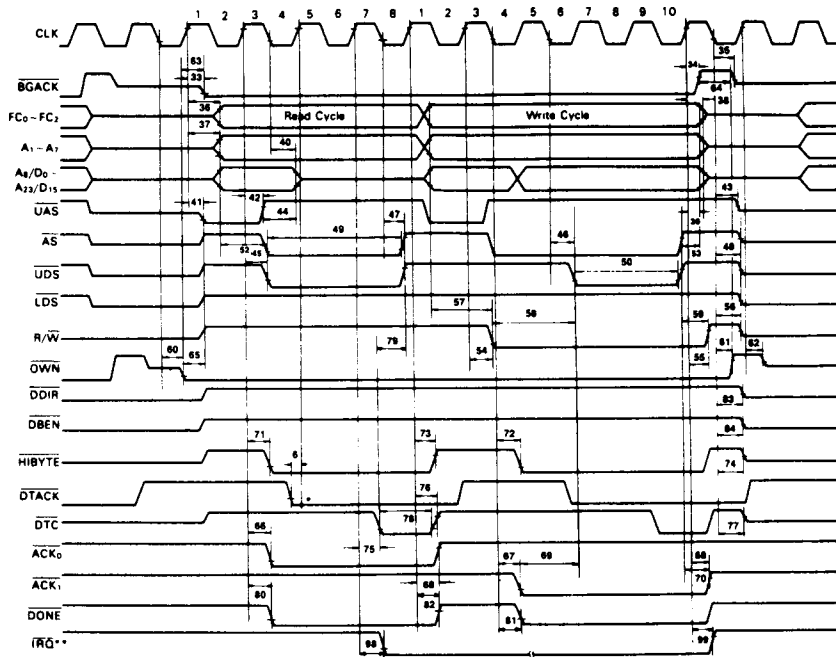 1 2 3 4 5 6 7 8 1 2 3 4 5 6 7 8 9 10
CLK
63 35
33 34
BGACK
64
36 38
FC₀~FC₂ Read Cycle Write Cycle
37
A₁~A₇
40
A₈/D₀~
A₂₃/D₁₅
41 42 43
UAS
44 47 39
AS 49 46
52 45 53 48
UDS 50
LDS
57 58 59 56
R/W
79 54 55
60 65 61 62
OWN
DDIR
83
DBEN
84
71 73 72
HIBYTE 6 74
DTACK * 76
DTC 78
77
66 75 67 69 68
ACK₀
70
68
ACK₁
80 82
DONE 81
IRQ** 98 99